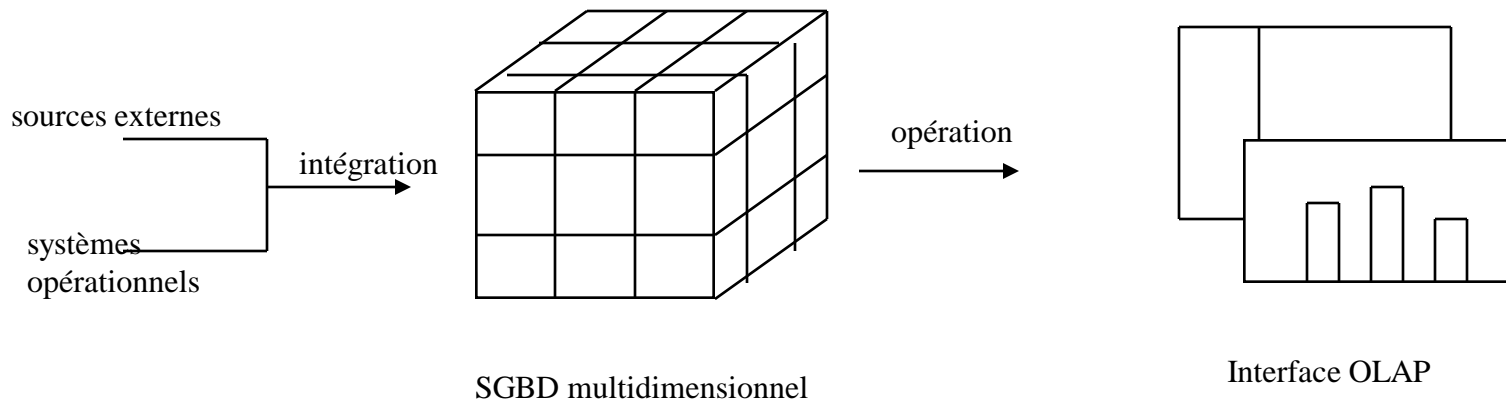 sources externes
intégration
systèmes
opérationnels
SGBD multidimensionnel
opération
Interface OLAP